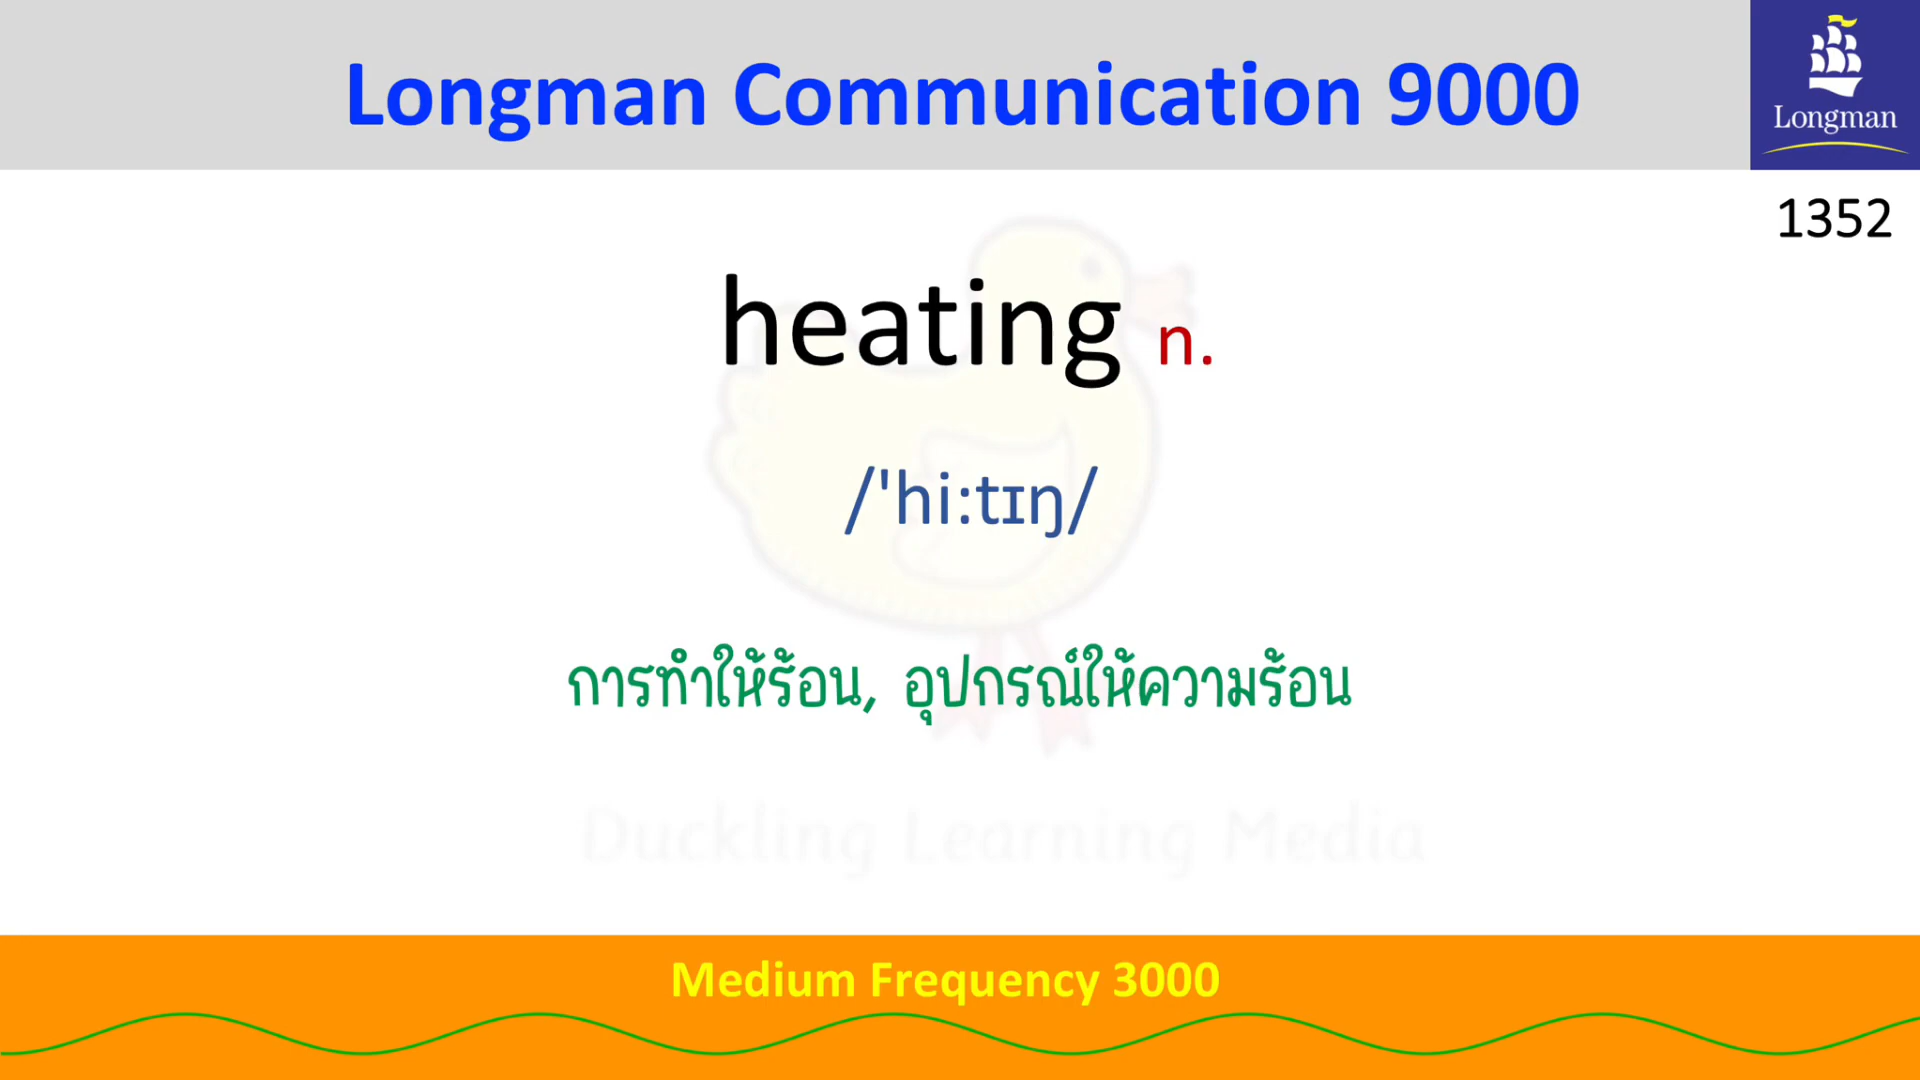 Longman Communication 9000
Longman
1352
heating n.
/ˈhi:tɪŋ/
การทำให้ร้อน, อุปกรณ์ให้ความร้อน
Duckling Learning Media
Medium Frequency 3000